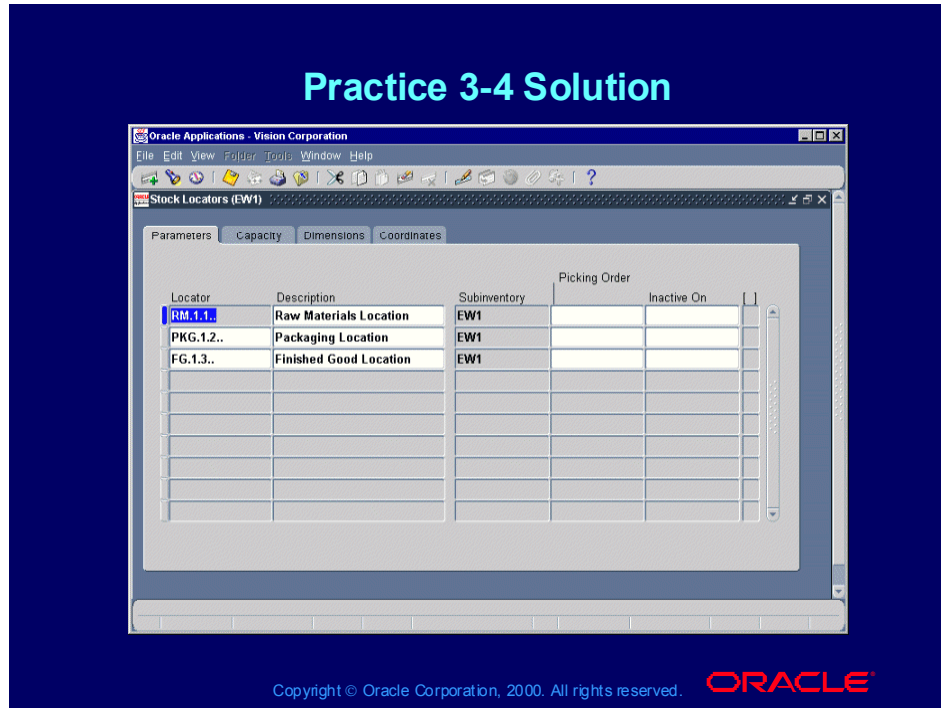 Practice 3-4 Solution
Oracle Applications - Vision Corporation
File Edit View Folder Tools Window Help
Stock Locators (EW1)
Parameters Capacity Dimensions Coordinates
Picking Order
Locator Description Subinventory Inactive On [ ]
RM.1.1.. Raw Materials Location EW1
PKG.1.2.. Packaging Location EW1
FG.1.3.. Finished Good Location EW1
Copyright © Oracle Corporation, 2000. All rights reserved. ORACLE